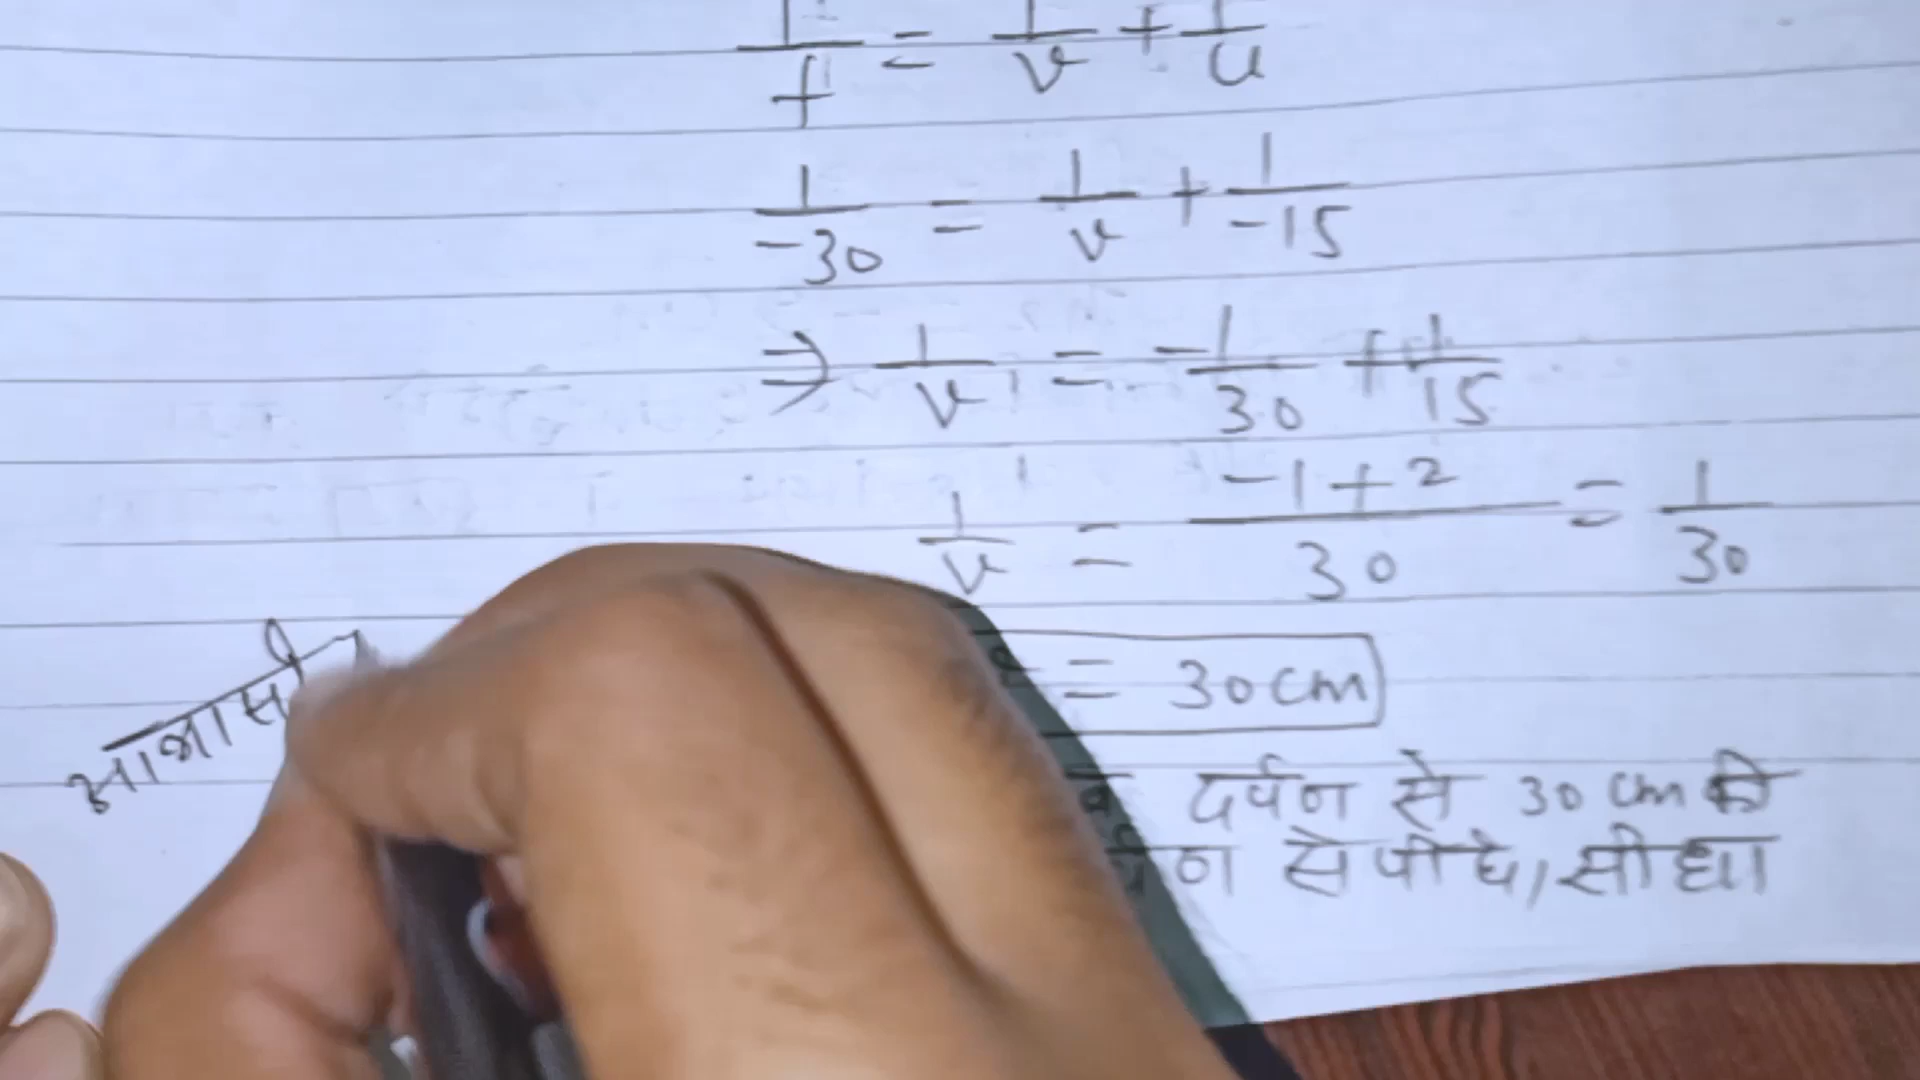 1/f = 1/v + 1/u
1/-30 = 1/v + 1/-15
⇒ 1/v = -1/30 + 1/15
1/v = -1+2/30 = 1/30
= 30cm
दर्पन से 30 cm की
से पीछे, सीधा